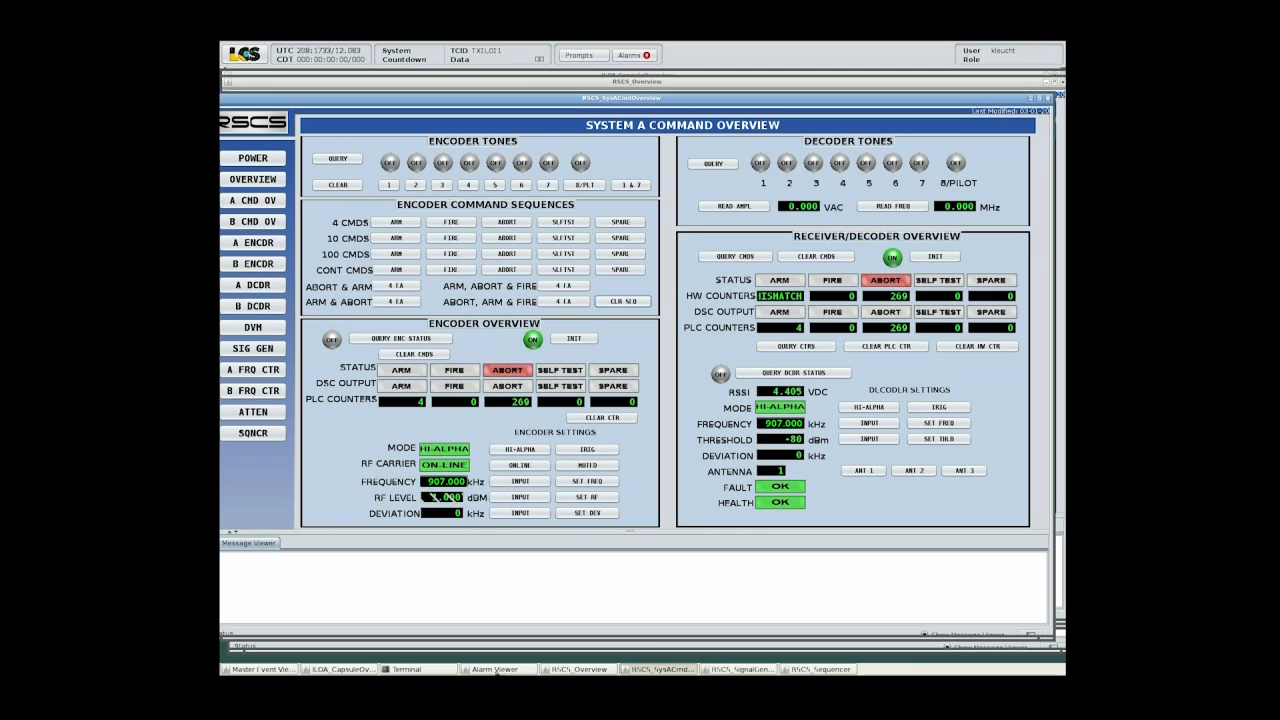 LCS UTC 208:1733/12.083 System TCID TXILOI1 Prompts Alarms User kleucht
CDT 000:00:00:00/000 Countdown Data Role
RSCS_Overview
RSCS_SysACmdOverview
RSCS
SYSTEM A COMMAND OVERVIEW
POWER
OVERVIEW
A CMD OV
B CMD OV
A ENCDR
B ENCDR
A DCDR
B DCDR
DVM
SIG GEN
A FRQ CTR
B FRQ CTR
ATTEN
SQNCR
ENCODER TONES
QUERY OFF OFF OFF OFF OFF OFF OFF OFF
CLEAR 1 2 3 4 5 6 7 8/PLT 1 & 7
ENCODER COMMAND SEQUENCES
4 CMDS ARM FIRE ABORT SLFTST SPARE
10 CMDS ARM FIRE ABORT SLFTST SPARE
100 CMDS ARM FIRE ABORT SLFTST SPARE
CONT CMDS ARM FIRE ABORT SLFTST SPARE
ABORT & ARM 4 EA ARM, ABORT & FIRE 4 EA
ARM & ABORT 4 EA ABORT, ARM & FIRE 4 EA CLR SEQ
ENCODER OVERVIEW
OFF QUERY ENC STATUS ON INIT
CLEAR CMDS
STATUS ARM FIRE ABORT SELF TEST SPARE
DSC OUTPUT ARM FIRE ABORT SELF TEST SPARE
PLC COUNTERS 4 0 269 0 0
CLEAR CTR
ENCODER SETTINGS
MODE HI-ALPHA HI-ALPHA IRIG
RF CARRIER ON-LINE ONLINE MUTED
FREQUENCY 907.000 kHz INPUT SET FREQ
RF LEVEL dBM INPUT SET RF
DEVIATION 0 kHz INPUT SET DEV
DECODER TONES
QUERY OFF OFF OFF OFF OFF OFF OFF OFF
1 2 3 4 5 6 7 8/PILOT
READ AMPL 0.000 VAC READ FREQ 0.000 MHz
RECEIVER/DECODER OVERVIEW
QUERY CMDS CLEAR CMDS ON INIT
STATUS ARM FIRE ABORT SELF TEST SPARE
HW COUNTERS MISMATCH 0 269 0 0
DSC OUTPUT ARM FIRE ABORT SELF TEST SPARE
PLC COUNTERS 4 0 269 0 0
QUERY CTRS CLEAR PLC CTR CLEAR HW CTR
OFF QUERY DCDR STATUS
RSSI 4.405 VDC DECODER SETTINGS
MODE HI-ALPHA HI-ALPHA IRIG
FREQUENCY 907.000 kHz INPUT SET FREQ
THRESHOLD -80 dBm INPUT SET THLD
DEVIATION 0 kHz
ANTENNA 1 ANT 1 ANT 2 ANT 3
FAULT OK
HEALTH OK
Message Viewer
Status
Master Event Vie... ILOA_CapsuleOv... Terminal Alarm Viewer RSCS_Overview RSCS_SysACmd... RSCS_SignalGen... RSCS_Sequencer